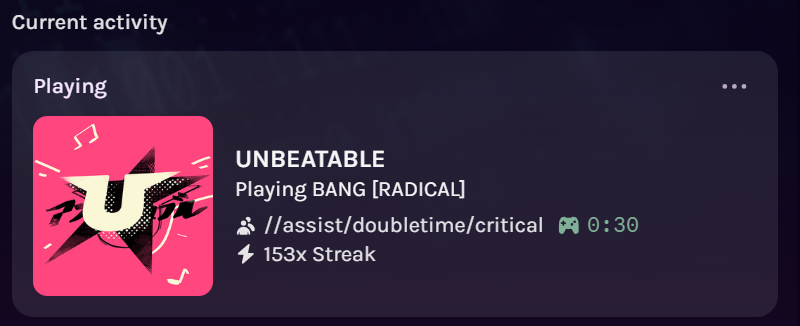 Current activity
Playing
U
UNBEATABLE
Playing BANG [RADICAL]
//assist/doubletime/critical 0:30
153x Streak